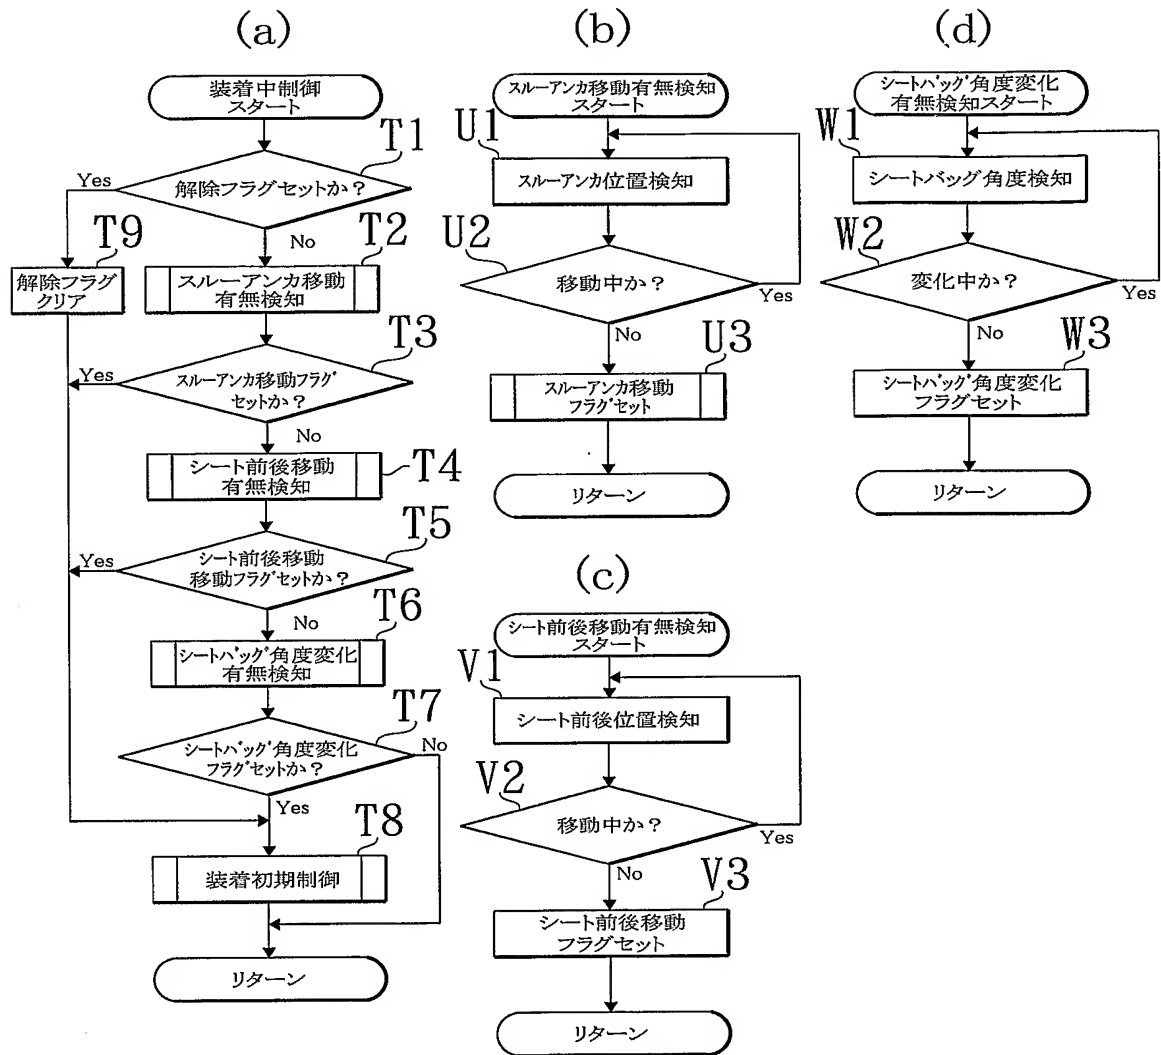 (a)
装着中制御
スタート
T1
解除フラグセットか?
Yes
No
T9
解除フラグ
クリア
T2
スルーアンカ移動
有無検知
T3
スルーアンカ移動フラグ
セットか?
Yes
No
シート前後移動
有無検知
T4
T5
シート前後移動
移動フラグセットか?
Yes
No
T6
シートバッグ角度変化
有無検知
T7
シートバッグ角度変化
フラグセットか?
No
Yes
T8
装着初期制御
リターン
(b)
スルーアンカ移動有無検知
スタート
U1
スルーアンカ位置検知
U2
移動中か?
Yes
No
U3
スルーアンカ移動
フラグセット
リターン
(c)
シート前後移動有無検知
スタート
V1
シート前後位置検知
V2
移動中か?
Yes
No
V3
シート前後移動
フラグセット
リターン
(d)
シートバッグ角度変化
有無検知スタート
W1
シートバッグ角度検知
W2
変化中か?
Yes
No
W3
シートバッグ角度変化
フラグセット
リターン